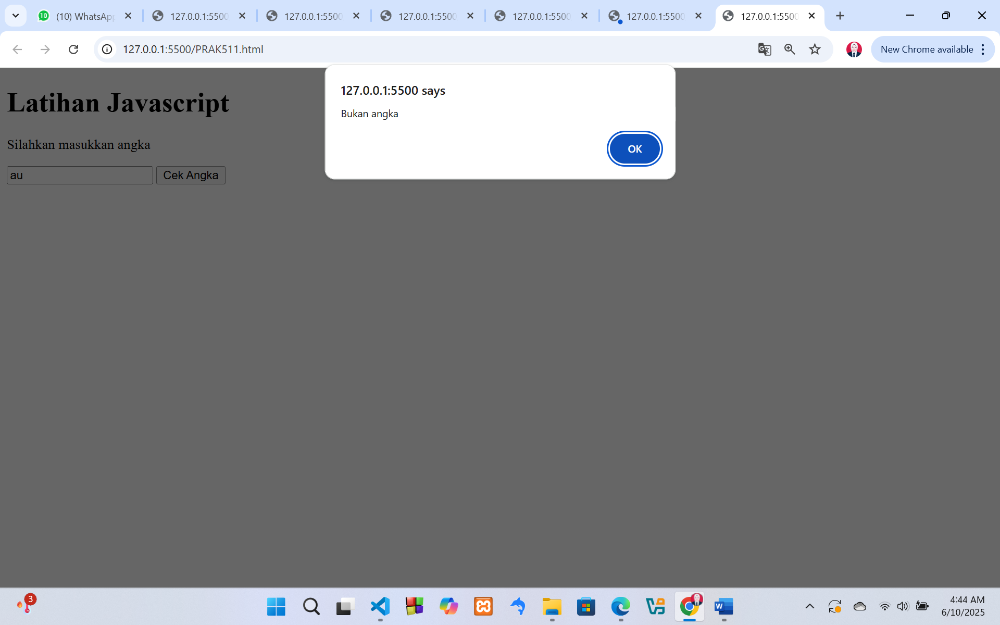 10 (10) WhatsApp
127.0.0.1:5500
127.0.0.1:5500
127.0.0.1:5500
127.0.0.1:5500
127.0.0.1:5500
127.0.0.1:5500
127.0.0.1:5500/PRAK511.html
New Chrome available
127.0.0.1:5500 says
Bukan angka
OK
Latihan Javascript
Silahkan masukkan angka
au Cek Angka
3
4:44 AM
6/10/2025